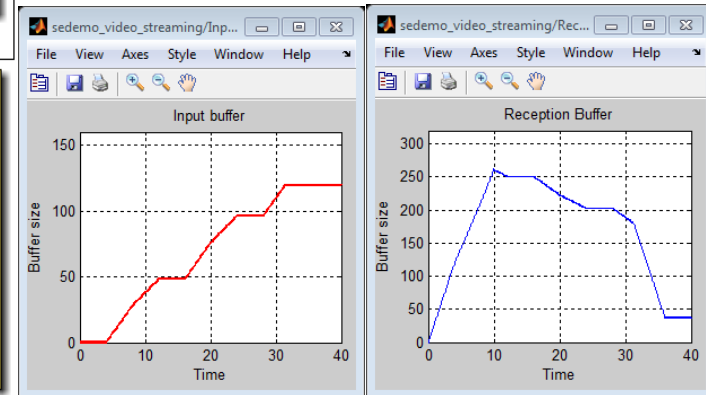 sedemo_video_streaming/Inp...
File View Axes Style Window Help
Input buffer
150
100
50
0
Buffer size
0 10 20 30 40
Time
sedemo_video_streaming/Rec...
File View Axes Style Window Help
Reception Buffer
300
250
200
150
100
50
0
Buffer size
0 10 20 30 40
Time